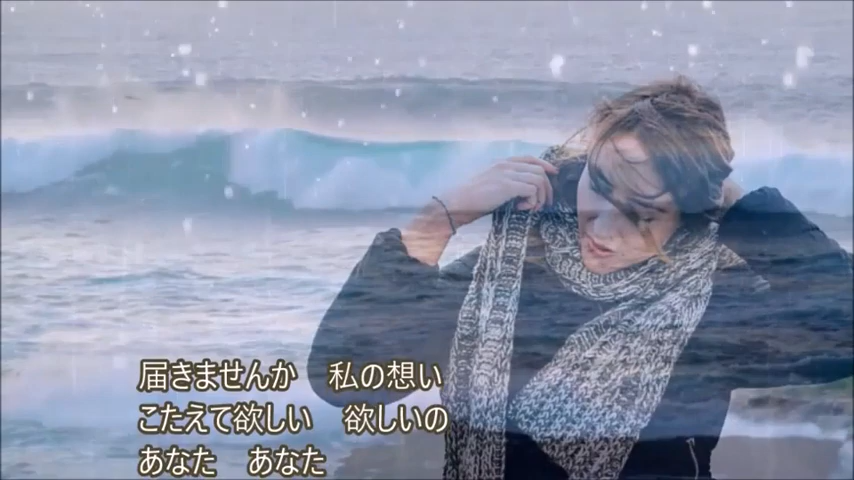 届きませんか　私の想い
こたえて欲しい　欲しいの
あなた　あなた